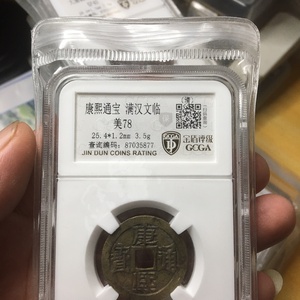 康熙通宝 满汉文临
美78
25.4*1.2mm 3.5g
查询编码: 87035877
JIN DUN COINS RATING
金盾评级
GCGA
康熙通寶